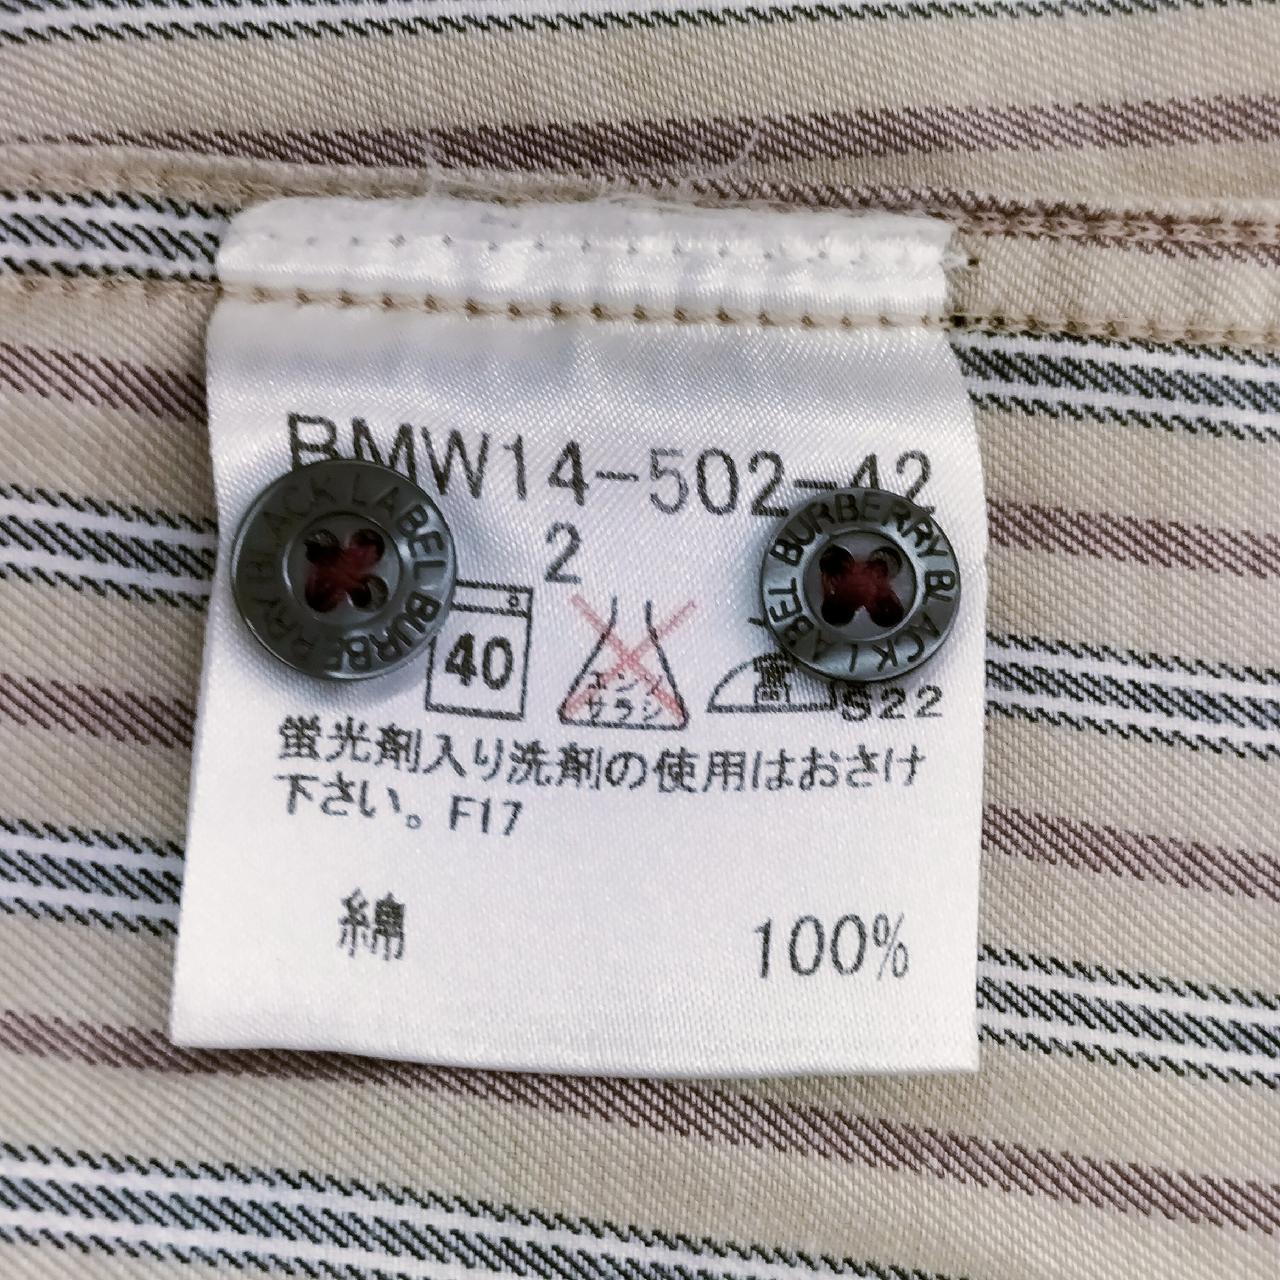 BMW14-502-42
2
BURBERRY BLACK LABEL
BURBERRY BLACK LABEL
40
エンソ
サラシ
522
蛍光剤入り洗剤の使用はおさけ
下さい。F17
綿 100%